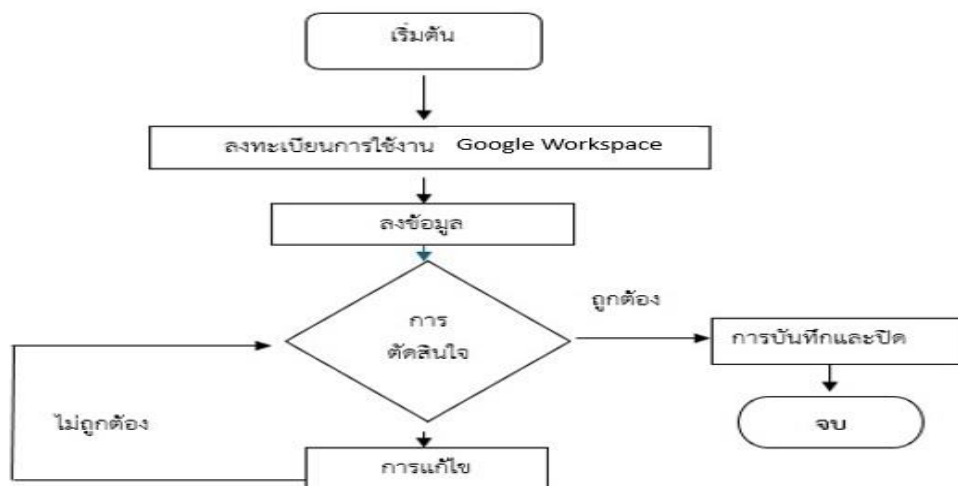 เริ่มต้น
ลงทะเบียนการใช้งาน Google Workspace
ลงข้อมูล
การ
ตัดสินใจ
ถูกต้อง
การบันทึกและปิด
จบ
ไม่ถูกต้อง
การแก้ไข